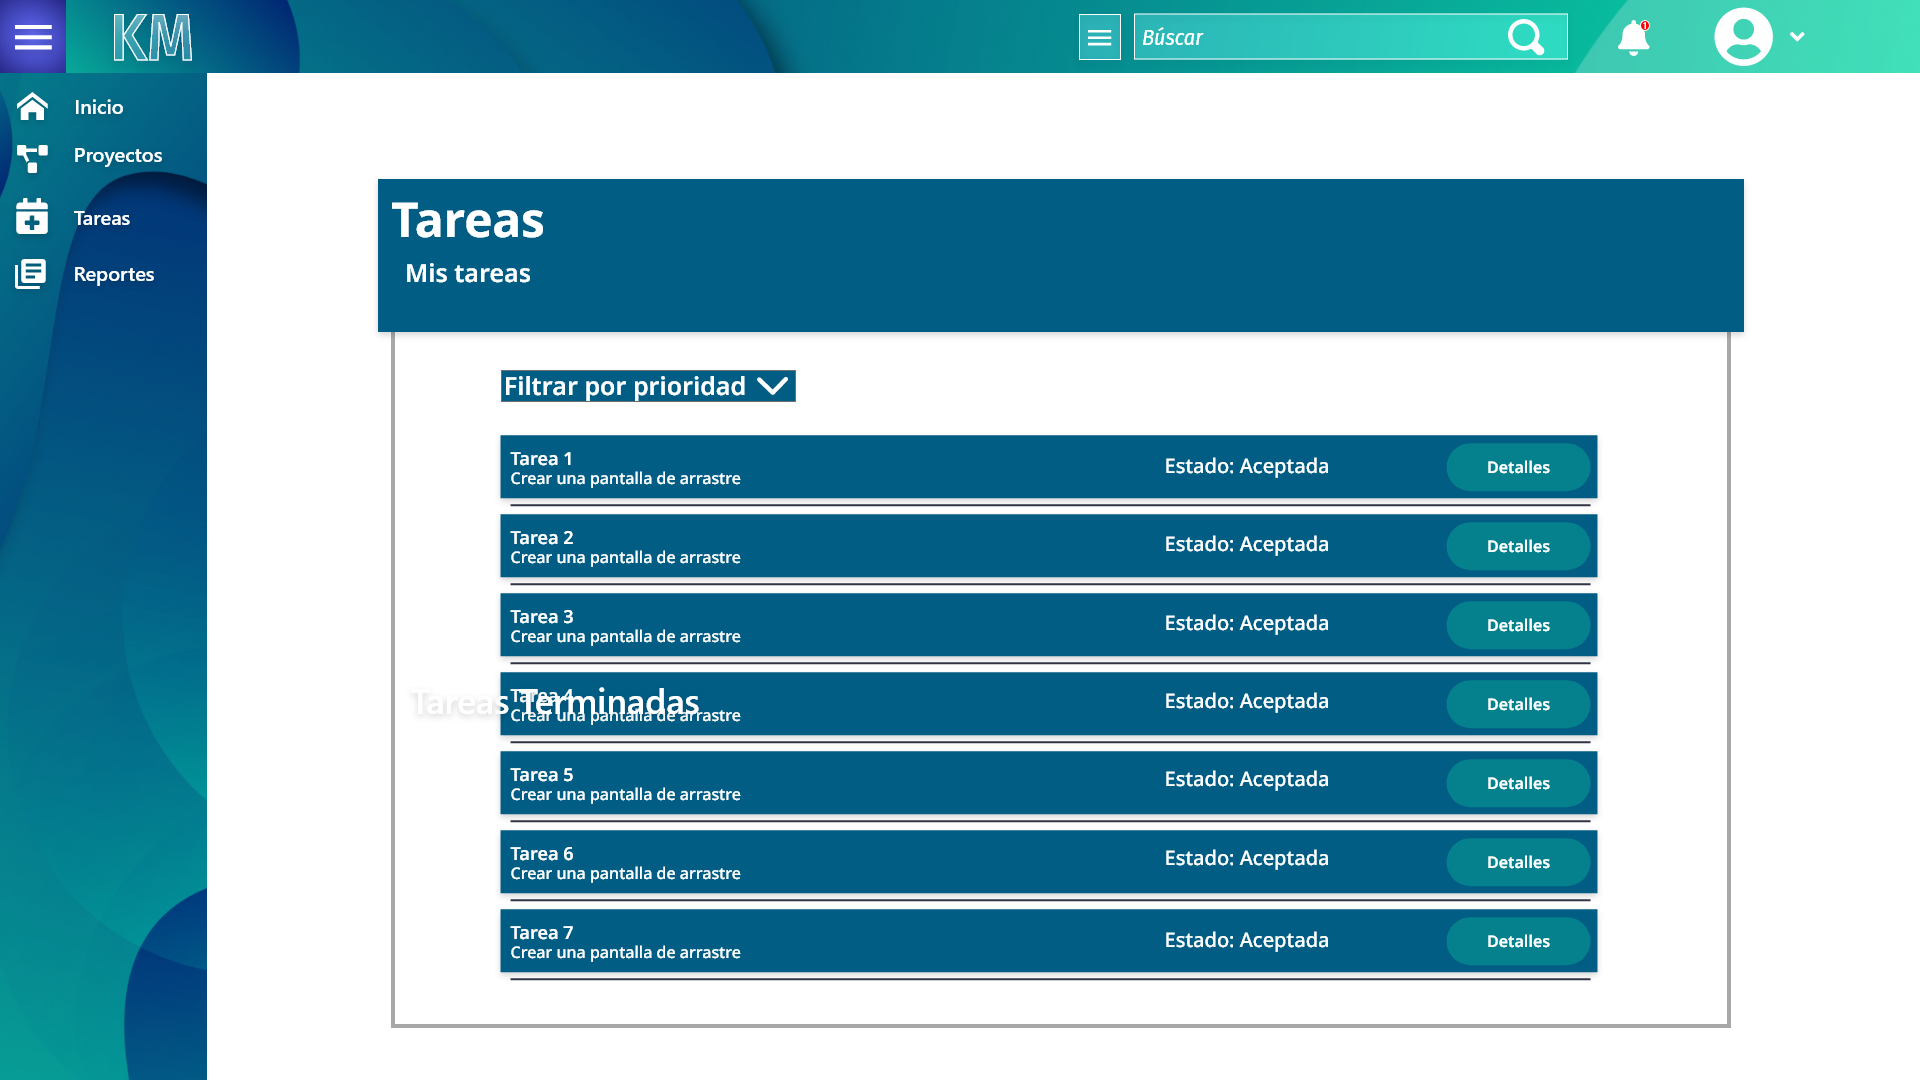 KM
Búscar
1
Inicio
Proyectos
Tareas
Reportes
Tareas
Mis tareas
Filtrar por prioridad
Tarea 1
Crear una pantalla de arrastre
Estado: Aceptada
Detalles
Tarea 2
Crear una pantalla de arrastre
Estado: Aceptada
Detalles
Tarea 3
Crear una pantalla de arrastre
Estado: Aceptada
Detalles
Tarea 4
Crear una pantalla de arrastre
Tareas Terminadas
Estado: Aceptada
Detalles
Tarea 5
Crear una pantalla de arrastre
Estado: Aceptada
Detalles
Tarea 6
Crear una pantalla de arrastre
Estado: Aceptada
Detalles
Tarea 7
Crear una pantalla de arrastre
Estado: Aceptada
Detalles